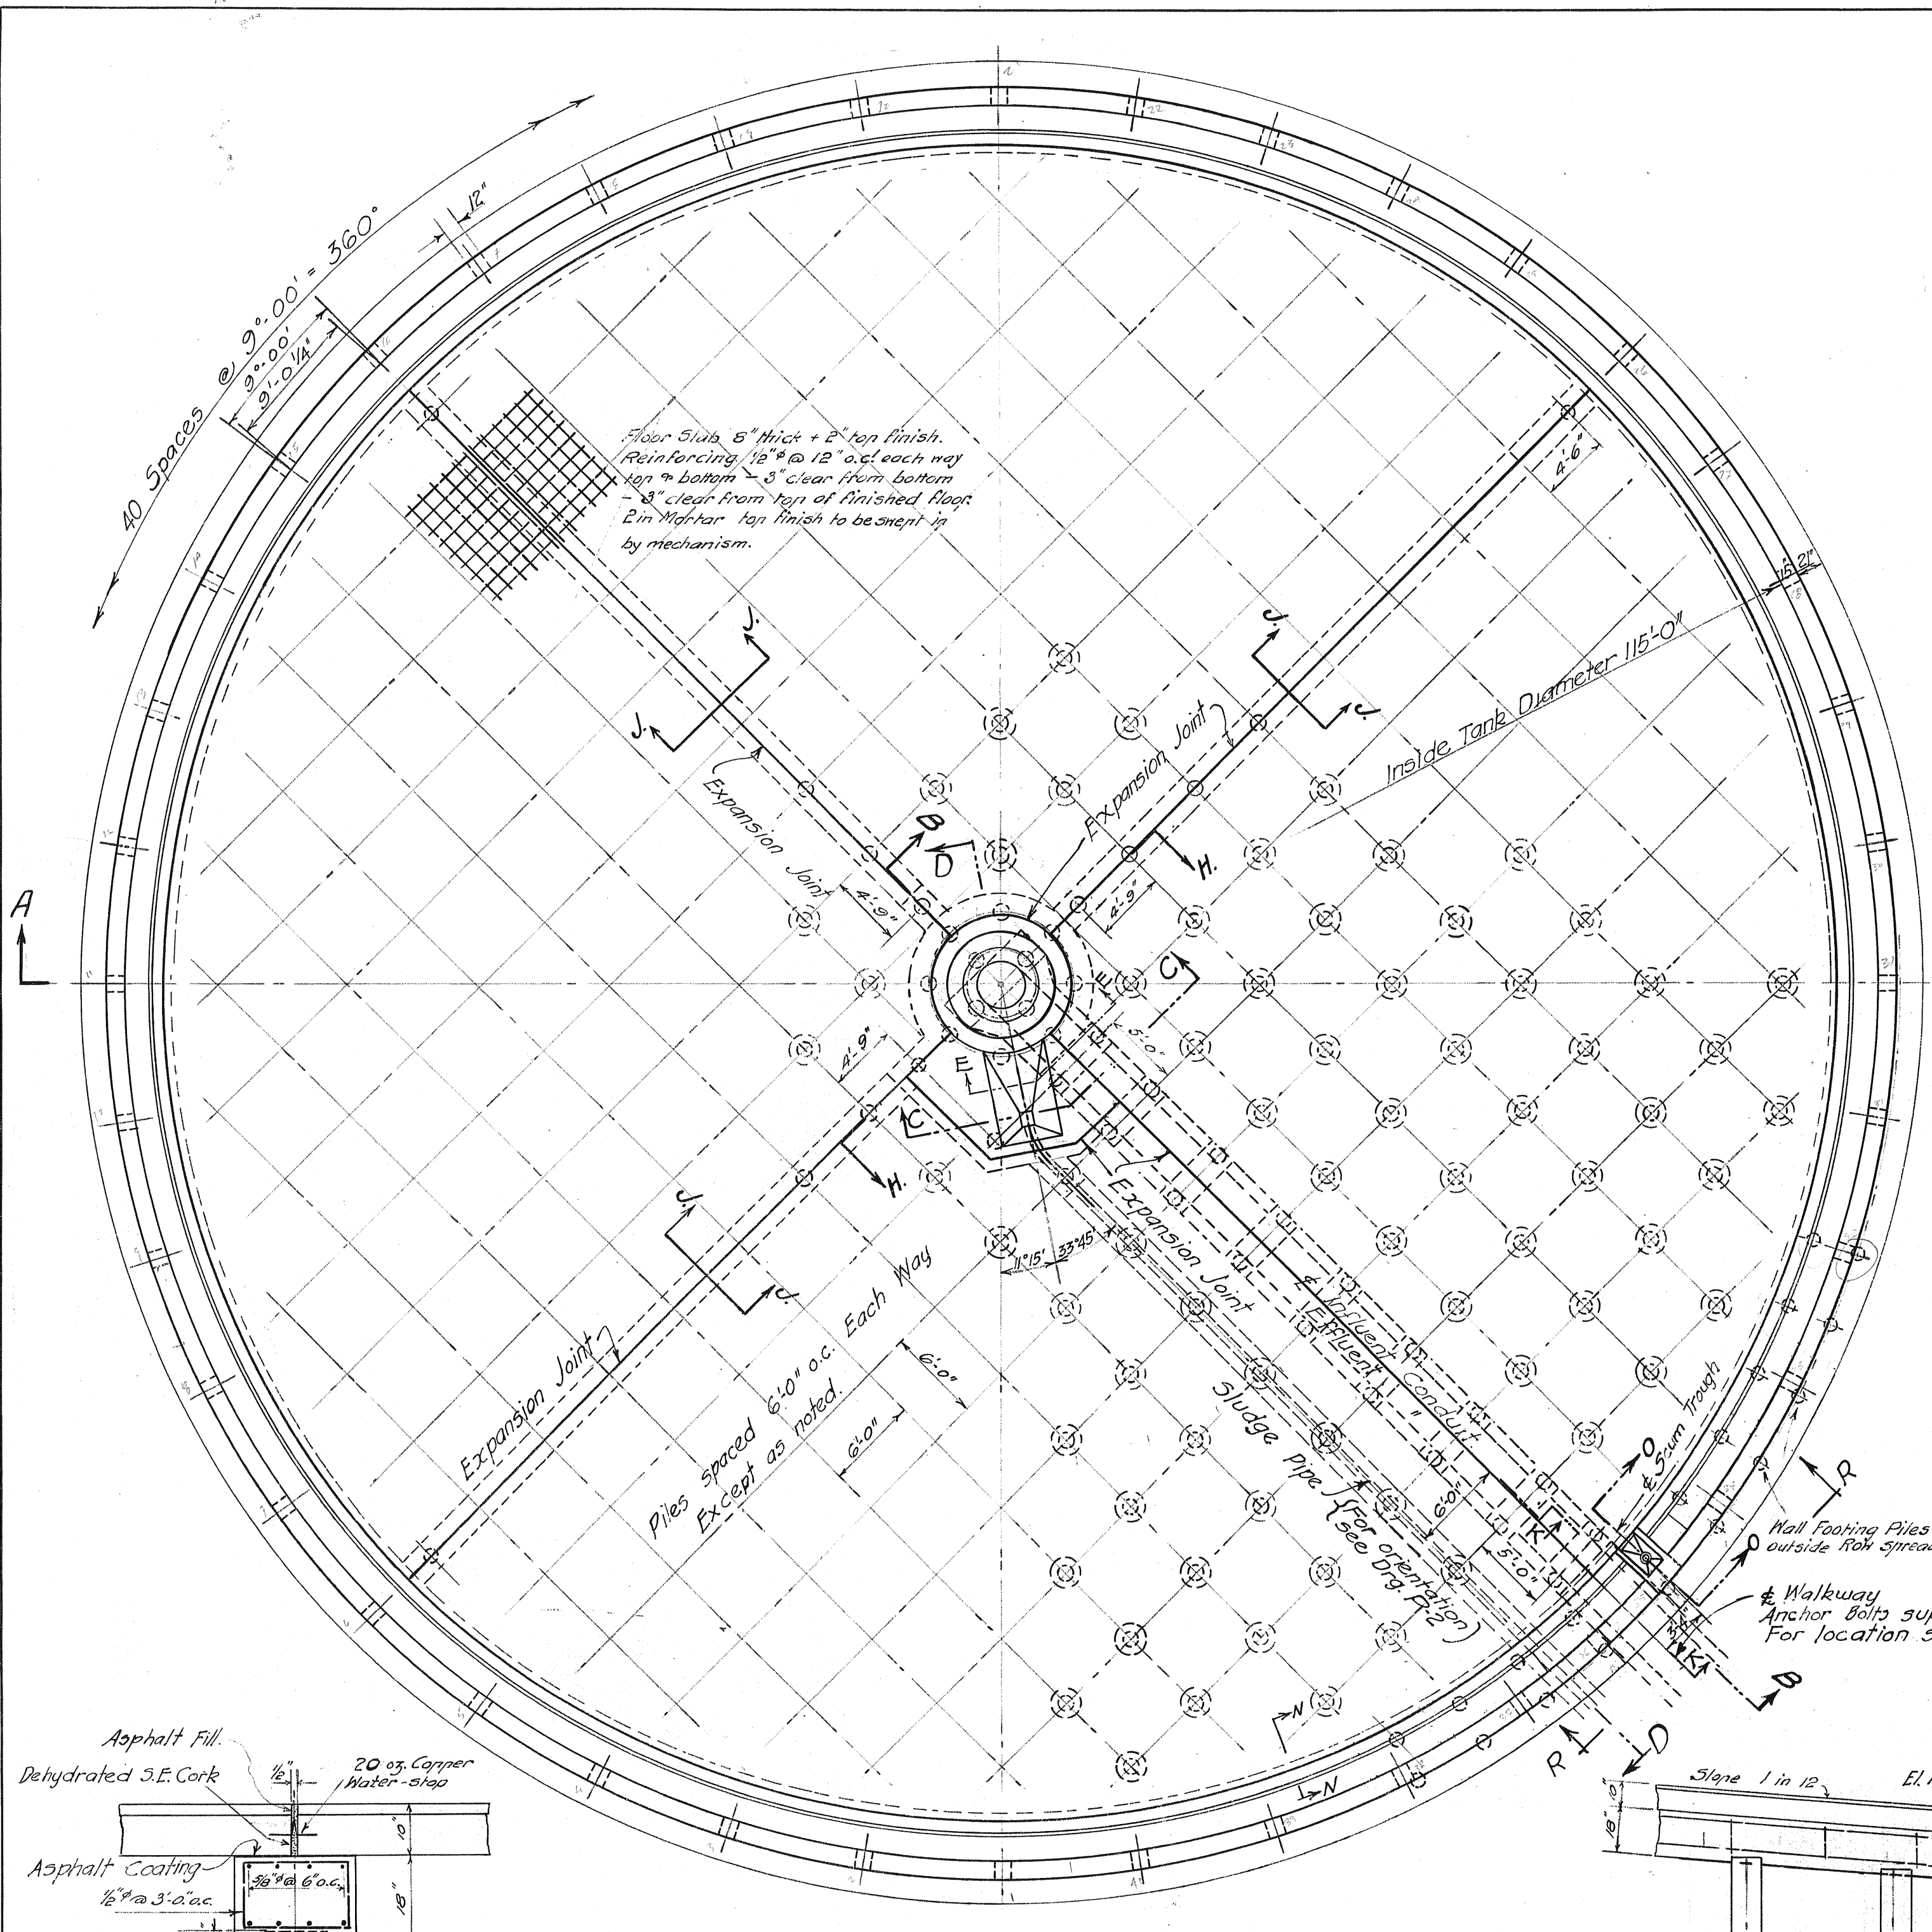 40 Spaces @ 9°-00' = 360°
9°-00'
9'-0 1/4"
12"
Floor Slab 8" thick + 2" top finish.
Reinforcing 1/2"ᶲ @ 12" o.c. each way
top & bottom – 3" clear from bottom
– 3" clear from top of finished floor.
2 in Mortar top finish to be swept in
by mechanism.
4'-6"
15" 21"
Inside Tank Diameter 115'-0"
J.
J.
J.
J.
Expansion Joint
Expansion Joint
B
D
H.
4'-9"
4'-9"
A
C
F
4'-9"
5'-0"
E
C
H.
J.
J.
Expansion Joint
11°15' 33°45'
Expansion Joint
Piles Spaced 6'-0" o.c. Each Way
Except as noted.
6'-0"
6'-0"
₵ Influent Conduit
Effluent "
Sludge Pipe (For orientation
see Drg. P-2)
6'-0"
5'-0"
K
O
₵ Scum Trough
R
O
Wall Footing Piles
outside Row Sprea
₵ Walkway
Anchor Bolts su
For location s
K
B
D
R
N
N
Asphalt Fill.
Dehydrated S.E. Cork
1/2"
20 oz. Copper
Water-stop
10"
Asphalt Coating
5/8"ᶲ @ 6" o.c.
1/2"ᶲ @ 3'-0" o.c.
18"
Slope 1 in 12
El.
10"
18"